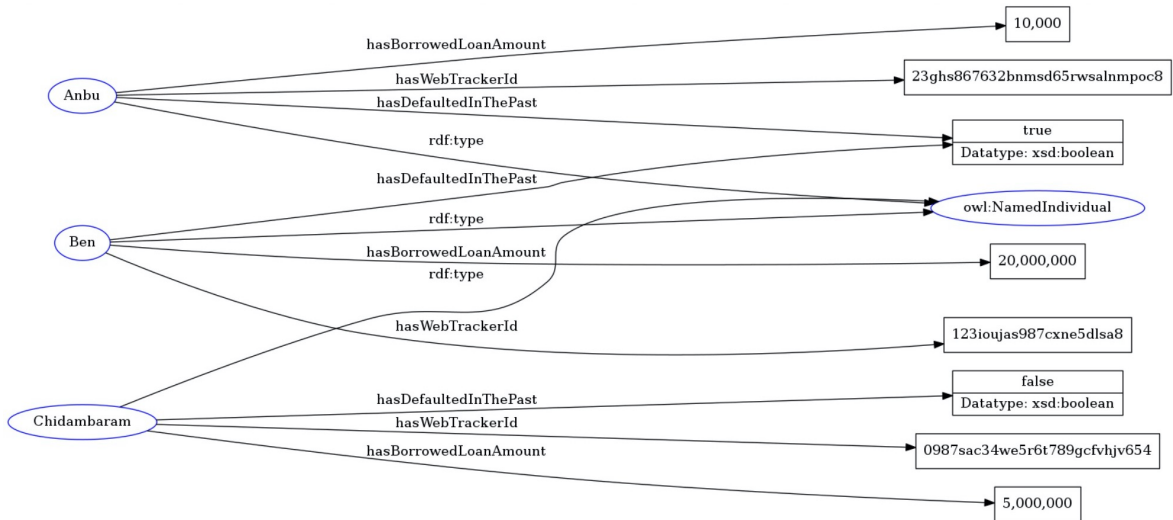 10,000
hasBorrowedLoanAmount
23ghs867632bnmsd65rwsalnmpoc8
hasWebTrackerId
Anbu
hasDefaultedInThePast
true
Datatype: xsd:boolean
rdf:type
hasDefaultedInThePast
owl:NamedIndividual
rdf:type
Ben
hasBorrowedLoanAmount
20,000,000
rdf:type
hasWebTrackerId
123ioujas987cxne5dlsa8
false
hasDefaultedInThePast
Datatype: xsd:boolean
Chidambaram
hasWebTrackerId
0987sac34we5r6t789gcfvhjv654
hasBorrowedLoanAmount
5,000,000